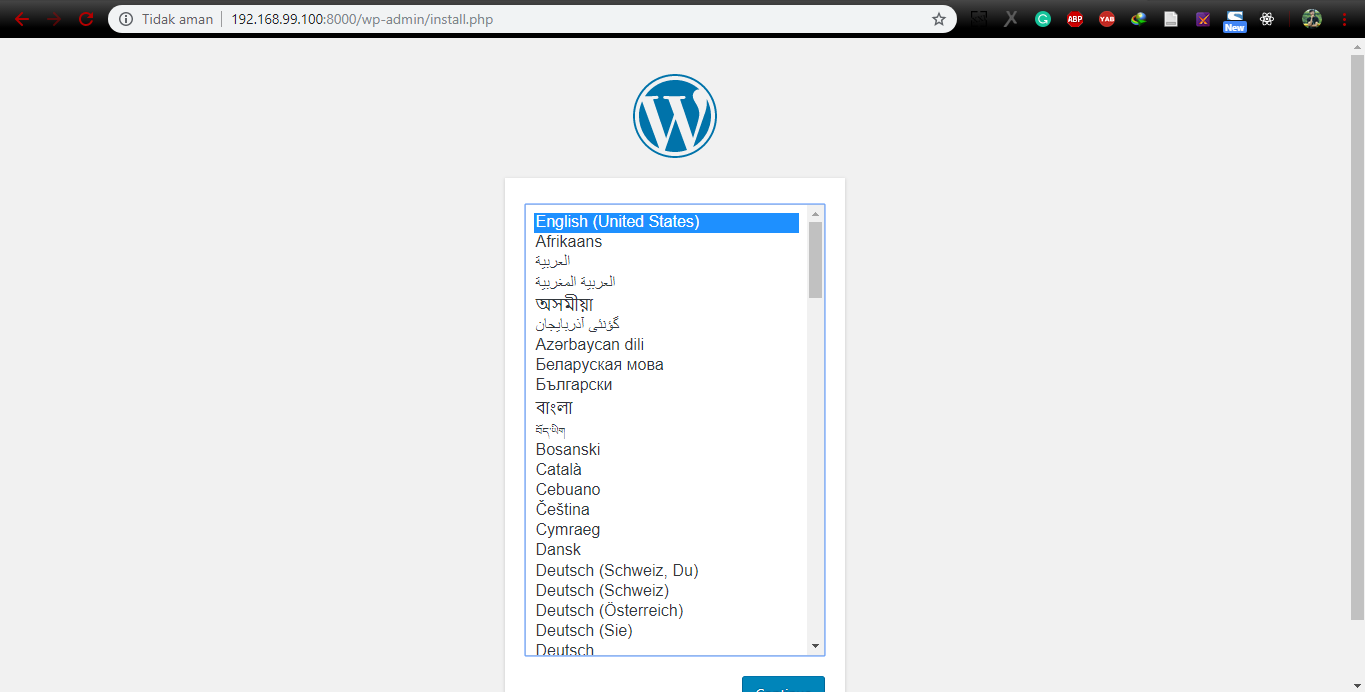 Tidak aman 192.168.99.100:8000/wp-admin/install.php
G ABP YAB New
W
English (United States)
Afrikaans
العربية
العربية المغربية
অসমীয়া
گؤنئی آذربایجان
Azərbaycan dili
Беларуская мова
Български
বাংলা
བོད་ཡིག
Bosanski
Català
Cebuano
Čeština
Cymraeg
Dansk
Deutsch (Schweiz, Du)
Deutsch (Schweiz)
Deutsch (Österreich)
Deutsch (Sie)
Deutsch